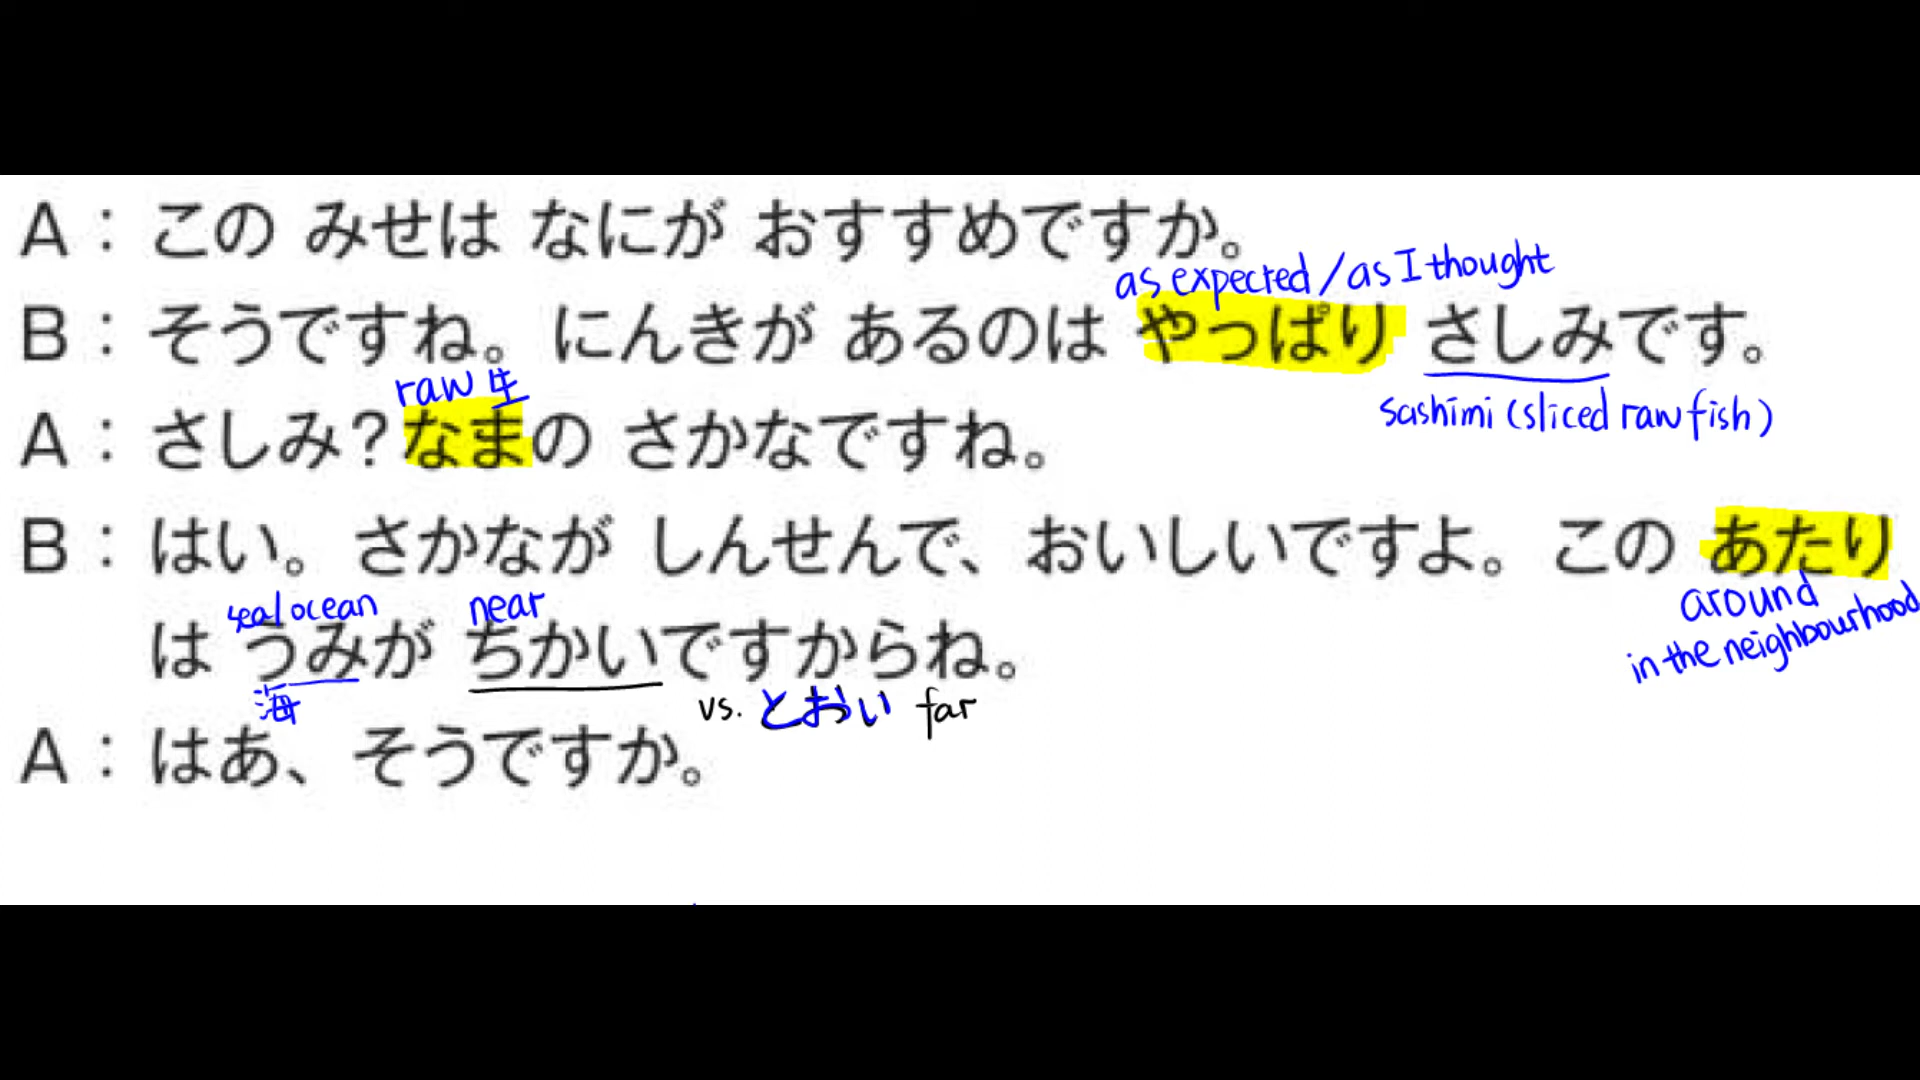 A：この みせは なにが おすすめですか。
as expected/as I thought
B：そうですね。にんきが あるのは やっぱり さしみです。
raw 生
sashimi (sliced raw fish)
A：さしみ？なまの さかなですね。
B：はい。さかなが しんせんで、おいしいですよ。この あたり
around
in the neighbourhood
sea/ocean near
は うみが ちかいですからね。
海
vs. とおい far
A：はあ、そうですか。